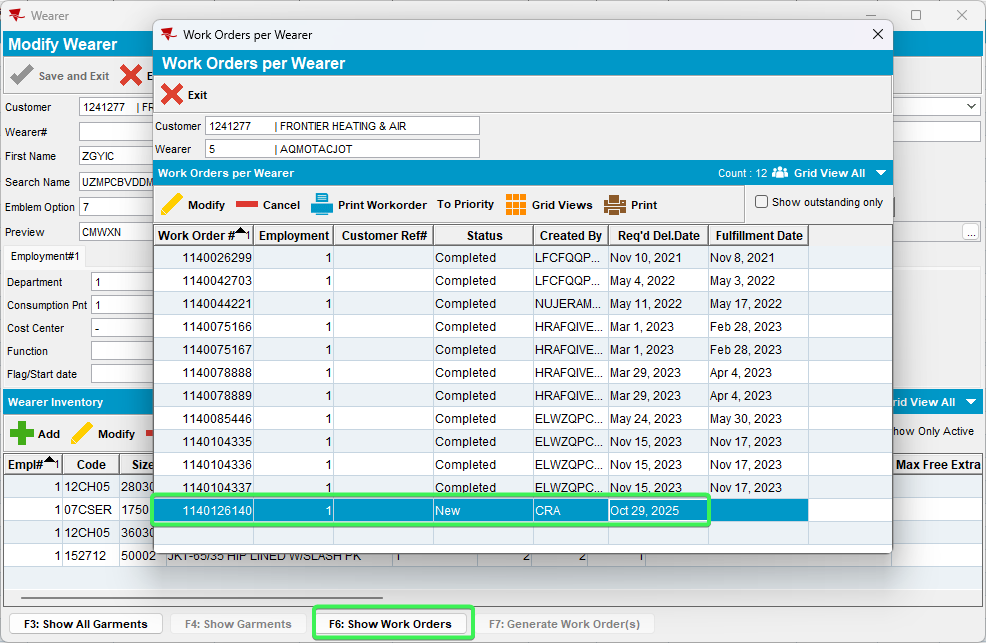 Wearer
Work Orders per Wearer
Modify Wearer
Work Orders per Wearer
Save and Exit
Exit
Customer 1241277 | FR
Customer 1241277 | FRONTIER HEATING & AIR
Wearer#
Wearer 5 | AQMOTACJOT
First Name ZGYIC
Work Orders per Wearer Count : 12 Grid View All
Search Name UZMPCBVDDM
Modify Cancel Print Workorder To Priority Grid Views Print Show outstanding only
Emblem Option 7
Preview CMWXN ...
Work Order # 1 Employment Customer Ref# Status Created By Req'd Del.Date Fulfillment Date
Employment#1
1140026299 1 Completed LFCFQQP... Nov 10, 2021 Nov 8, 2021
Department 1
1140042703 1 Completed LFCFQQP... May 4, 2022 May 3, 2022
Consumption Pnt 1
1140044221 1 Completed NUJERAM... May 11, 2022 May 17, 2022
Cost Center -
1140075166 1 Completed HRAFQIVE... Mar 1, 2023 Feb 28, 2023
Function
1140075167 1 Completed HRAFQIVE... Mar 1, 2023 Feb 28, 2023
Flag/Start date
1140078888 1 Completed HRAFQIVE... Mar 29, 2023 Apr 4, 2023
1140078889 1 Completed HRAFQIVE... Mar 29, 2023 Apr 4, 2023
Wearer Inventory rid View All
1140085446 1 Completed ELWZQPC... May 24, 2023 May 30, 2023
Add Modify how Only Active
1140104335 1 Completed ELWZQPC... Nov 15, 2023 Nov 17, 2023
1140104336 1 Completed ELWZQPC... Nov 15, 2023 Nov 17, 2023
Empl# 1 Code Size Max Free Extra
1140104337 1 Completed ELWZQPC... Nov 15, 2023 Nov 17, 2023
1 12CH05 28030
1140126140 1 New CRA Oct 29, 2025
1 07CSER 1750
1 12CH05 36030
1 152712 50002 JKT-65/35 HIP LINED W/SLASH PK 1 2 2 1
F3: Show All Garments F4: Show Garments F6: Show Work Orders F7: Generate Work Order(s)